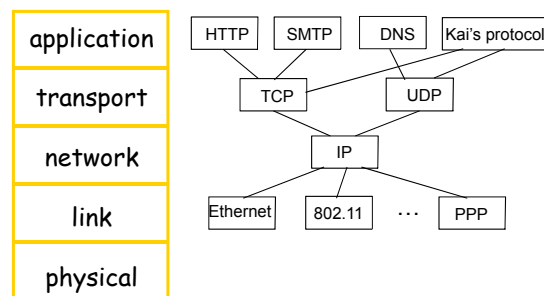 application
transport
network
link
physical
HTTP SMTP DNS Kai's protocol
TCP UDP
IP
Ethernet 802.11 ... PPP